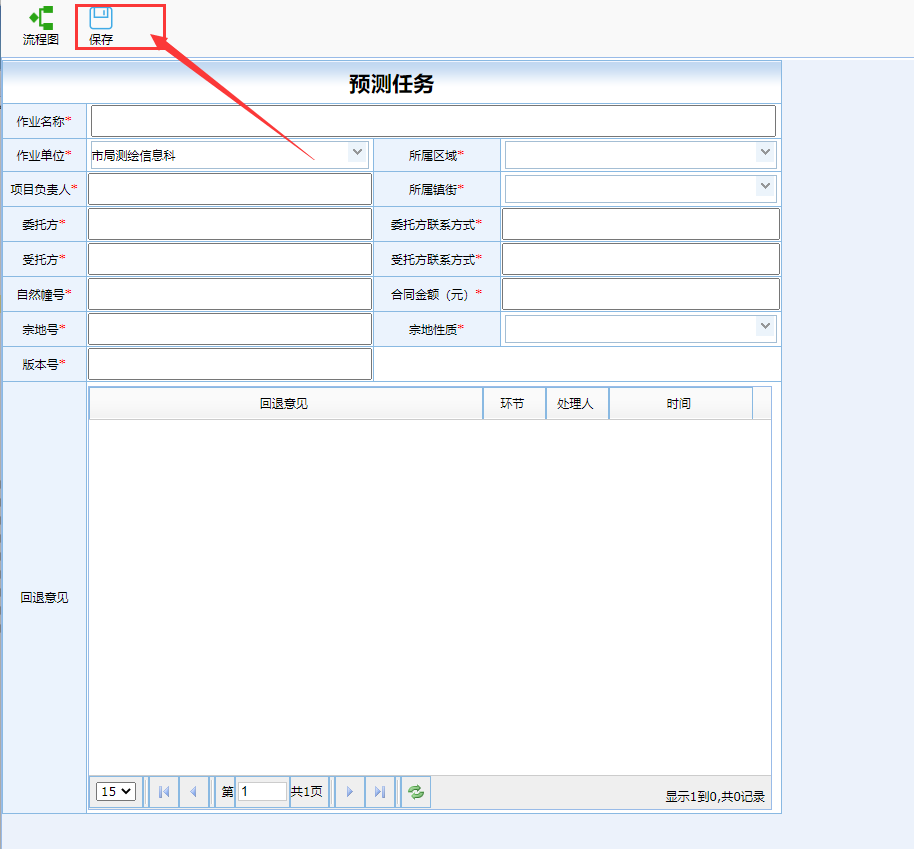 流程图 保存
预测任务
作业名称*
作业单位* 市局测绘信息科 所属区域*
项目负责人* 所属镇街*
委托方* 委托方联系方式*
受托方* 受托方联系方式*
自然幢号* 合同金额（元）*
宗地号* 宗地性质*
版本号*
回退意见 环节 处理人 时间
回退意见
15 第 1 共1页 显示1到0,共0记录